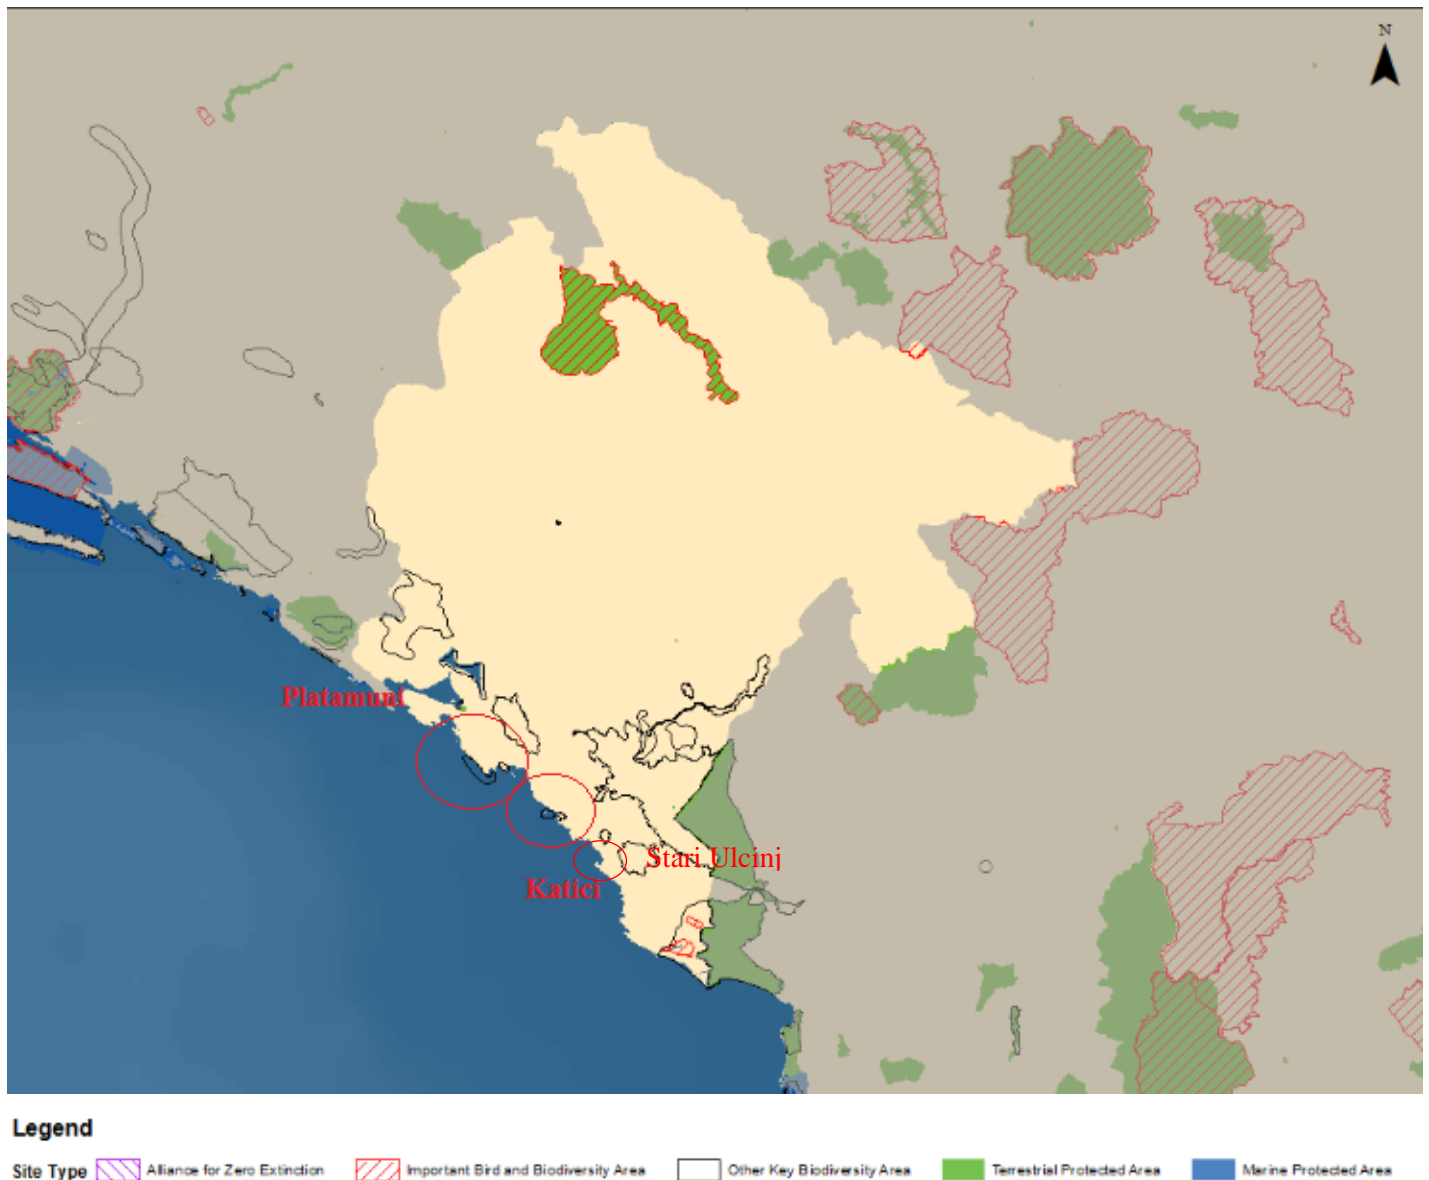 N
Platamuni
Stari Ulcinj
Katici
Legend
Site Type Alliance for Zero Extinction Important Bird and Biodiversity Area Other Key Biodiversity Area Terrestrial Protected Area Marine Protected Area